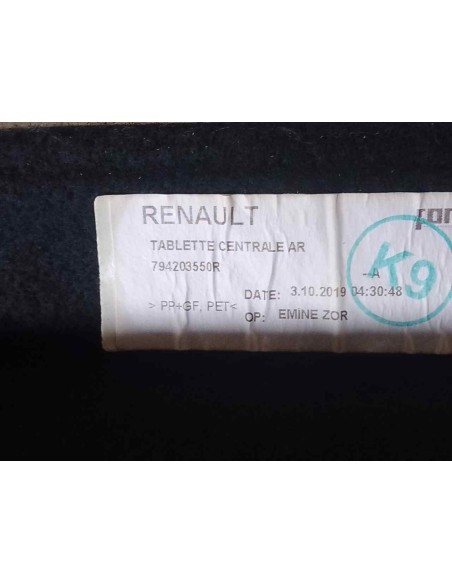 RENAULT
TABLETTE CENTRALE AR
794203550R
--A
DATE: 3.10.2019 04:30:48
> PP+GF, PET<
OP: EMINE ZOR
K9